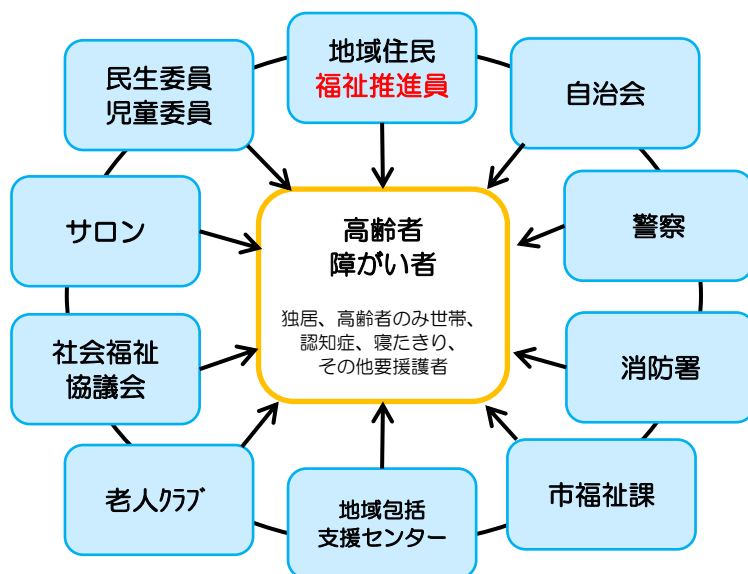 地域住民
福祉推進員
民生委員
児童委員
自治会
サロン
警察
高齢者
障がい者
独居、高齢者のみ世帯、
認知症、寝たきり、
その他要援護者
社会福祉
協議会
消防署
老人ｸﾗﾌﾞ
地域包括
支援センター
市福祉課